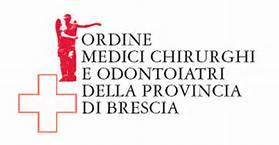 ORDINE
MEDICI CHIRURGHI
E ODONTOIATRI
DELLA PROVINCIA
DI BRESCIA